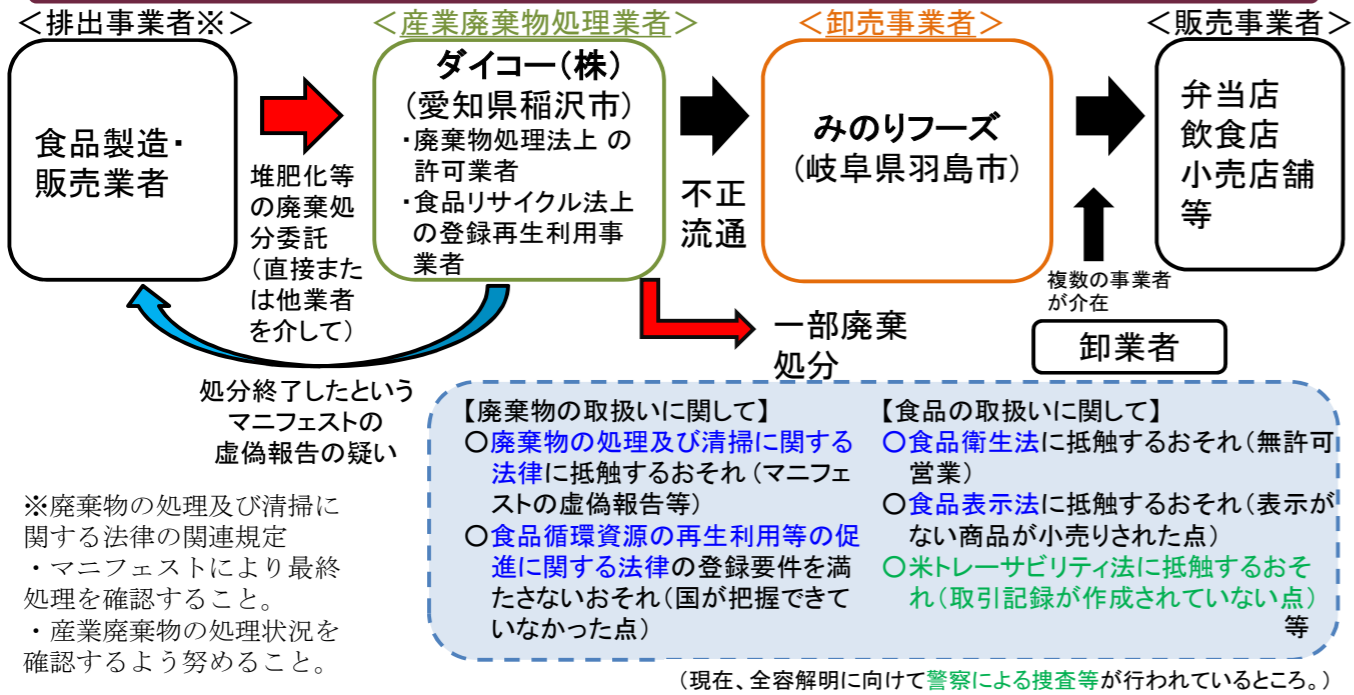 <排出事業者※>
食品製造・
販売業者
堆肥化等
の廃棄処
分委託
(直接また
は他業者
を介して)
<産業廃棄物処理業者>
ダイコー(株)
(愛知県稲沢市)
・廃棄物処理法上 の
許可業者
・食品リサイクル法上
の登録再生利用事
業者
不正
流通
<卸売事業者>
みのりフーズ
(岐阜県羽島市)
<販売事業者>
弁当店
飲食店
小売店舗
等
複数の事業者
が介在
卸業者
一部廃棄
処分
処分終了したという
マニフェストの
虚偽報告の疑い
※廃棄物の処理及び清掃に
関する法律の関連規定
・マニフェストにより最終
処理を確認すること。
・産業廃棄物の処理状況を
確認するよう努めること。
【廃棄物の取扱いに関して】
○廃棄物の処理及び清掃に関する
法律に抵触するおそれ(マニフェ
ストの虚偽報告等)
○食品循環資源の再生利用等の促
進に関する法律の登録要件を満
たさないおそれ(国が把握できて
いなかった点)
【食品の取扱いに関して】
○食品衛生法に抵触するおそれ(無許可
営業)
○食品表示法に抵触するおそれ(表示が
ない商品が小売りされた点)
○米トレーサビリティ法に抵触するおそ
れ(取引記録が作成されていない点)
等
(現在、全容解明に向けて警察による捜査等が行われているところ。)